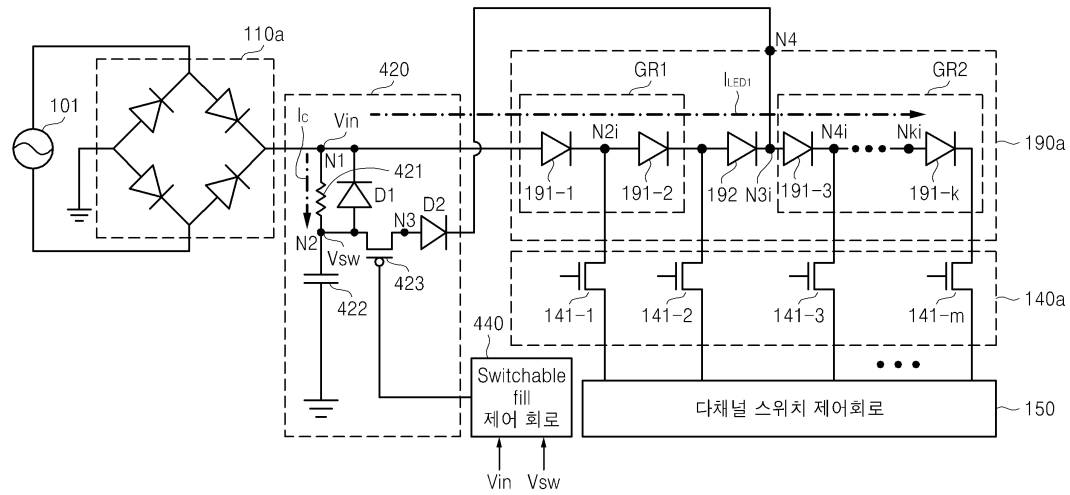 110a
101
420
I_C
Vin
N1
421
D1
D2
N3
N2
Vsw
422
423
440
Switchable
fill
제어 회로
Vin
Vsw
N4
GR1
I_LED1
GR2
N2i
N4i
Nki
190a
191-1
191-2
192
N3i
191-3
191-k
141-1
141-2
141-3
141-m
140a
다채널 스위치 제어회로
150